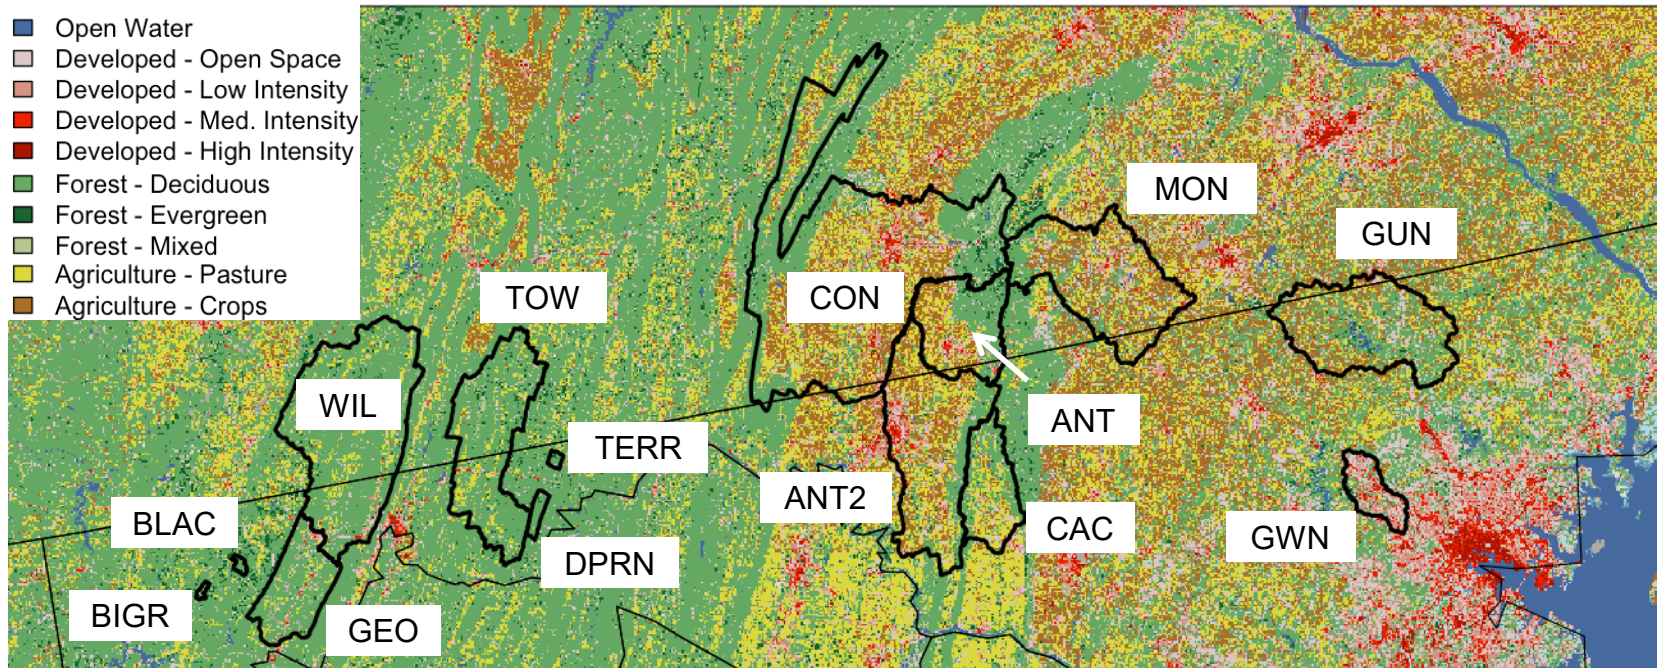 Open Water
Developed - Open Space
Developed - Low Intensity
Developed - Med. Intensity
Developed - High Intensity
Forest - Deciduous
Forest - Evergreen
Forest - Mixed
Agriculture - Pasture
Agriculture - Crops
MON
GUN
TOW
CON
WIL
ANT
TERR
ANT2
BLAC
CAC
GWN
DPRN
BIGR
GEO